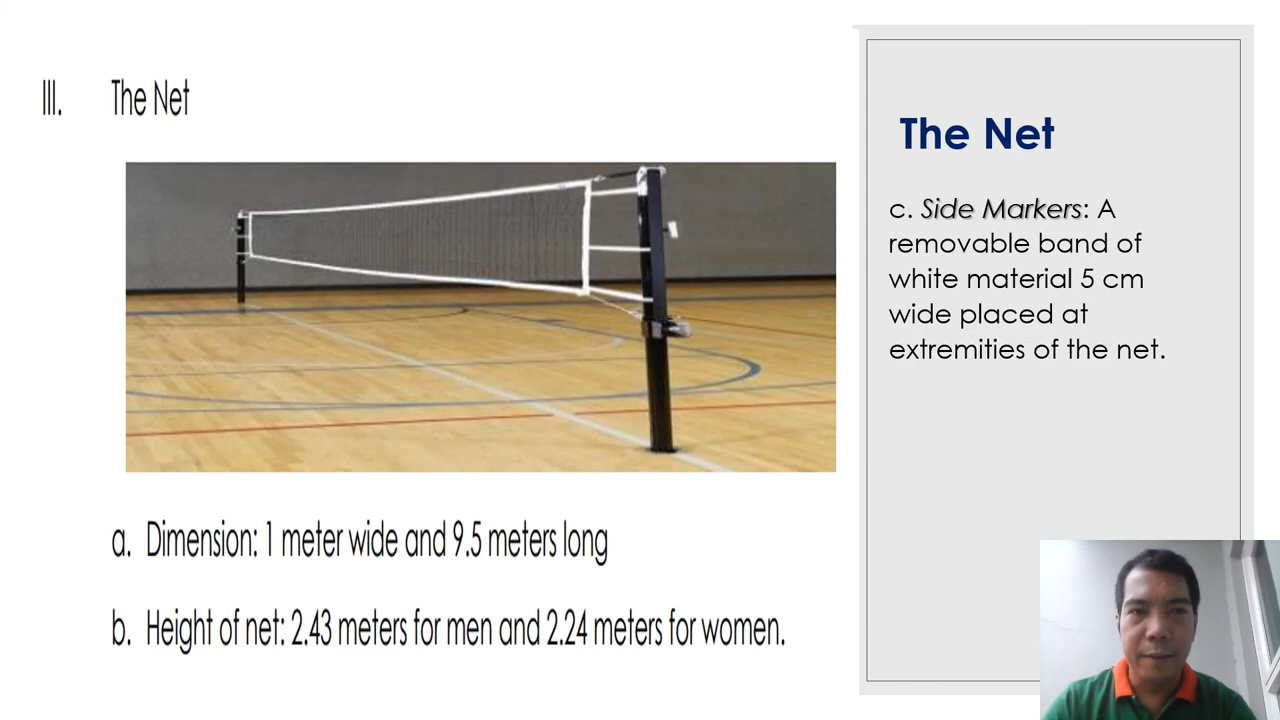 III. The Net
a. Dimension: 1 meter wide and 9.5 meters long
b. Height of net: 2.43 meters for men and 2.24 meters for women.
The Net
c. Side Markers: A
removable band of
white material 5 cm
wide placed at
extremities of the net.